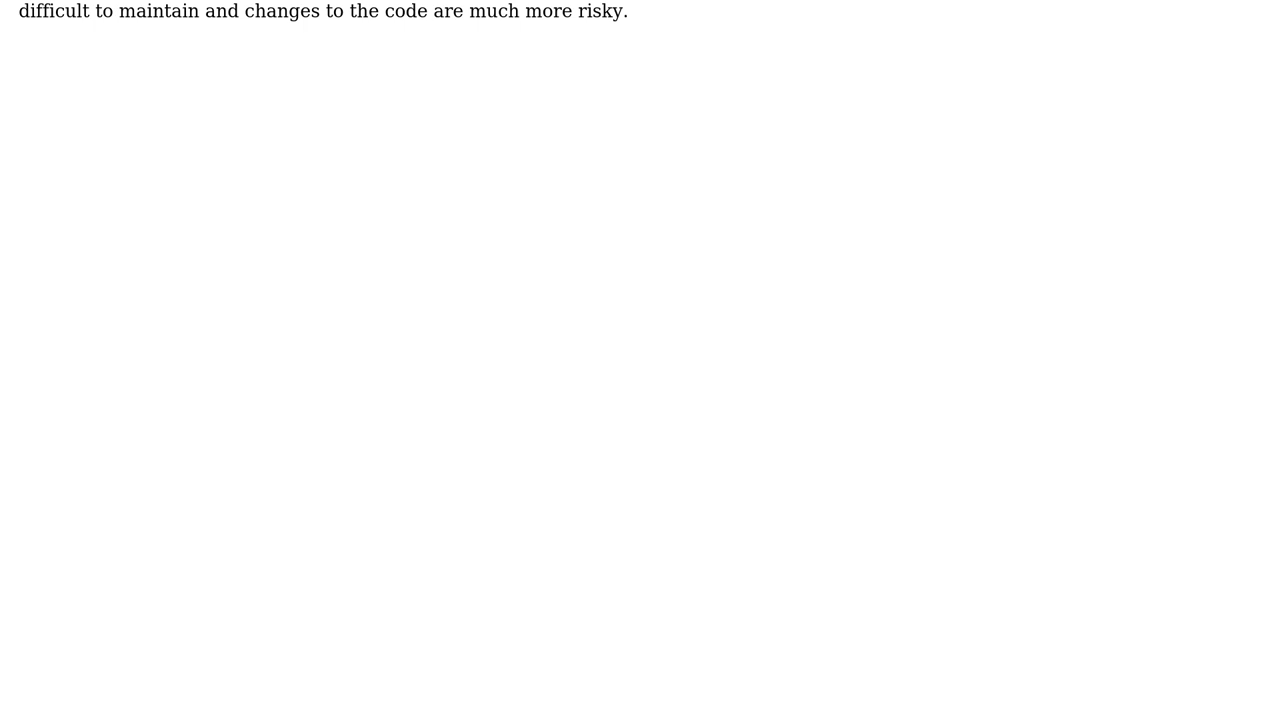 difficult to maintain and changes to the code are much more risky.